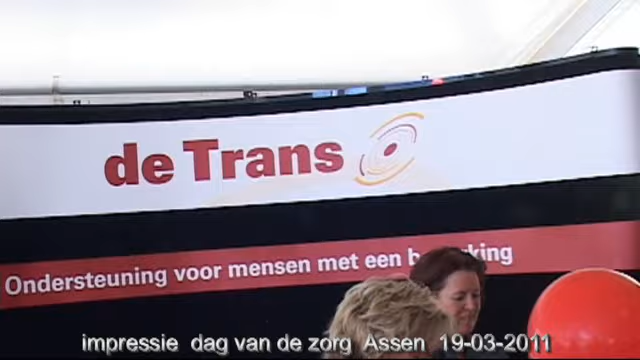 de Trans
Ondersteuning voor mensen met een
impressie dag van de zorg Assen 19-03-2011